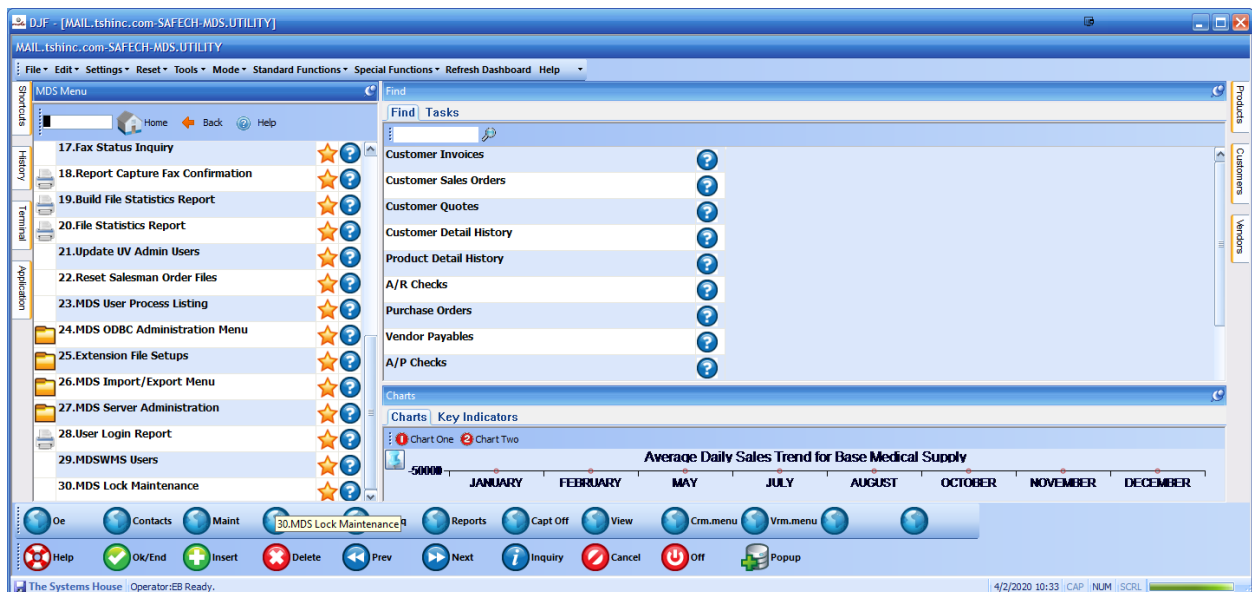 DJF - [MAIL.tshinc.com-SAFECH-MDS.UTILITY]
MAIL.tshinc.com-SAFECH-MDS.UTILITY
File Edit Settings Reset Tools Mode Standard Functions Special Functions Refresh Dashboard Help
Shortcuts
History
Terminal
Application
MDS Menu
Home Back Help
17.Fax Status Inquiry
18.Report Capture Fax Confirmation
19.Build File Statistics Report
20.File Statistics Report
21.Update UV Admin Users
22.Reset Salesman Order Files
23.MDS User Process Listing
24.MDS ODBC Administration Menu
25.Extension File Setups
26.MDS Import/Export Menu
27.MDS Server Administration
28.User Login Report
29.MDSWMS Users
30.MDS Lock Maintenance
Find
Find Tasks
Customer Invoices
Customer Sales Orders
Customer Quotes
Customer Detail History
Product Detail History
A/R Checks
Purchase Orders
Vendor Payables
A/P Checks
Charts
Charts Key Indicators
1 Chart One 2 Chart Two
Average Daily Sales Trend for Base Medical Supply
-50000
JANUARY FEBRUARY MAY JULY AUGUST OCTOBER NOVEMBER DECEMBER
Products
Customers
Vendors
Oe Contacts Maint 30.MDS Lock Maintenance q Reports Capt Off View Crm.menu Vrm.menu
Help Ok/End Insert Delete Prev Next Inquiry Cancel Off Popup
The Systems House Operator:EB Ready. 4/2/2020 10:33 CAP NUM SCRL